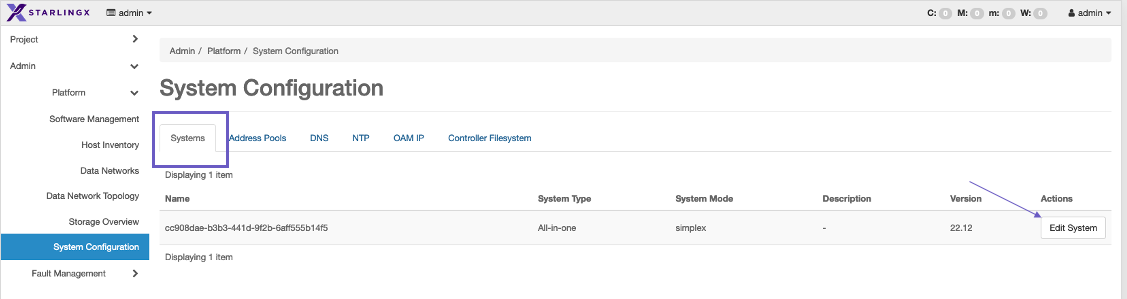 STARLINGX admin C: 0 M: 0 m: 0 W: 0 admin
Project
Admin
Platform
Software Management
Host Inventory
Data Networks
Data Network Topology
Storage Overview
System Configuration
Fault Management
Admin / Platform / System Configuration
System Configuration
Systems Address Pools DNS NTP OAM IP Controller Filesystem
Displaying 1 item
Name System Type System Mode Description Version Actions
cc908dae-b3b3-441d-9f2b-6aff555b14f5 All-in-one simplex - 22.12 Edit System
Displaying 1 item